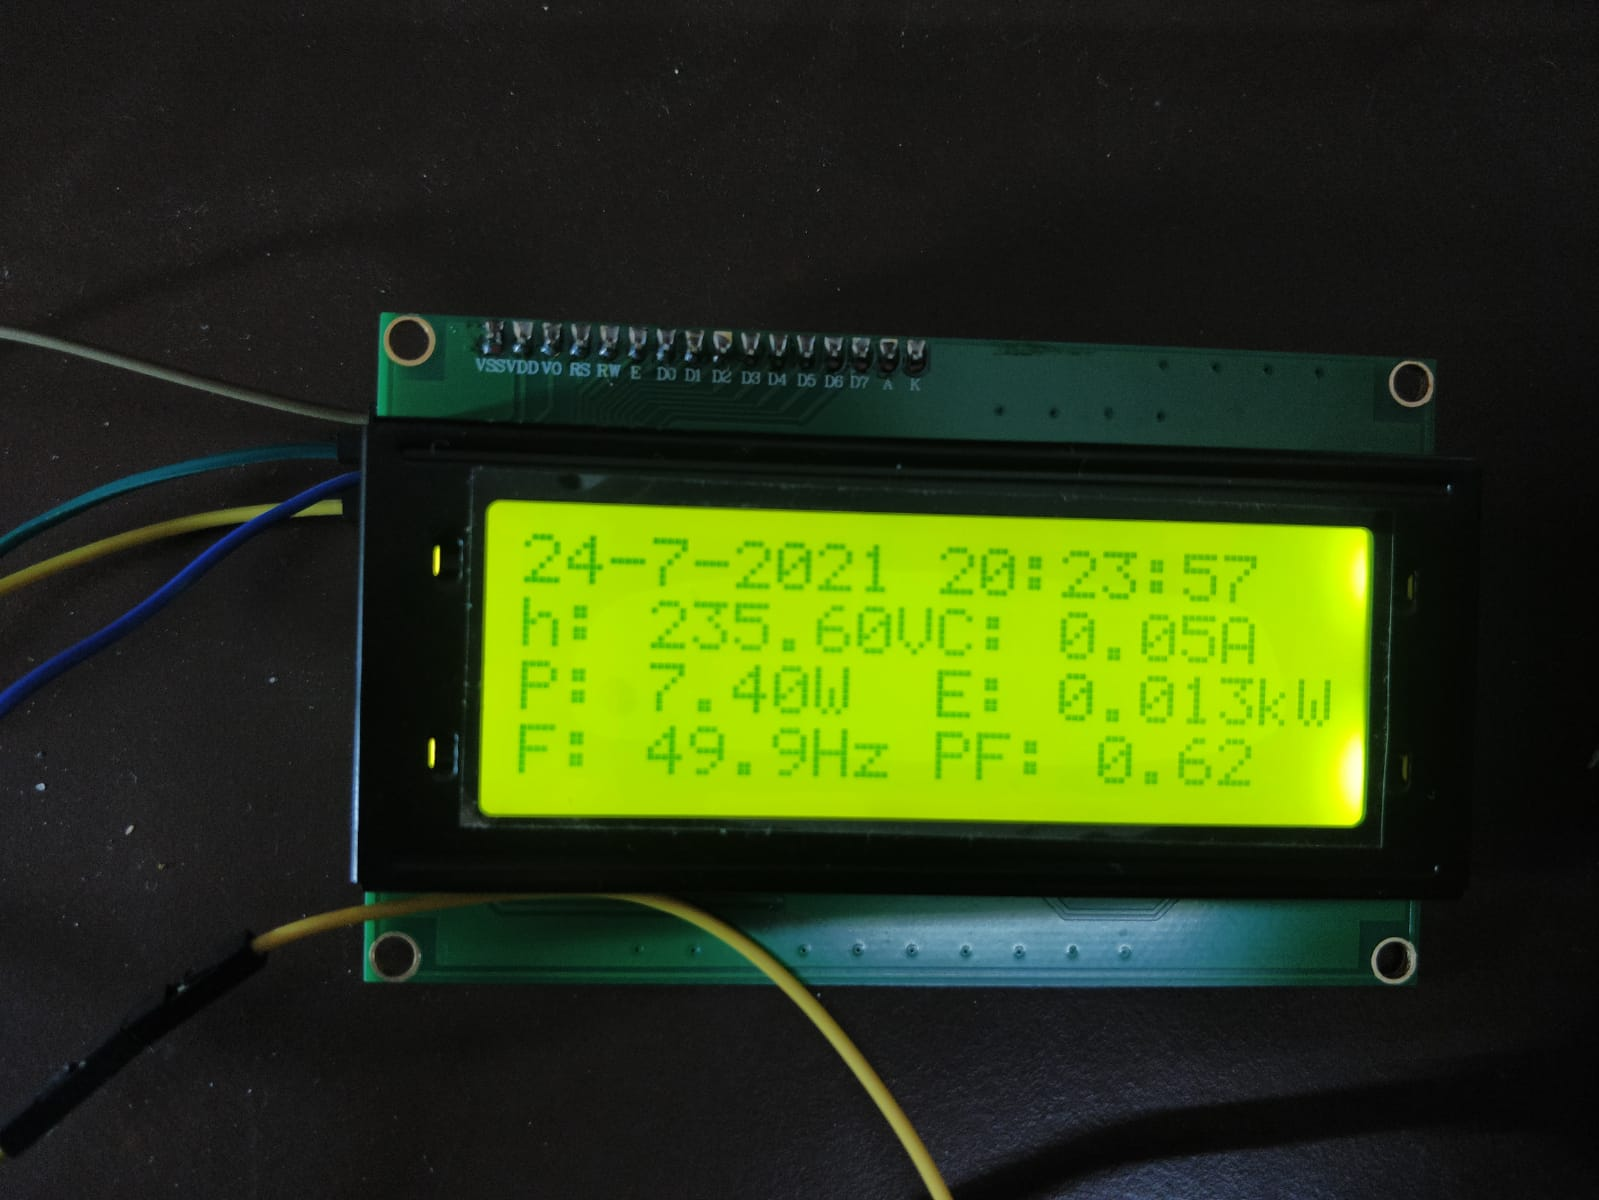 VSS VDD VO RS RW E D0 D1 D2 D3 D4 D5 D6 D7 A K
24-7-2021 20:23:57
h: 235.60VC: 0.05A
P: 7.40W E: 0.013kW
F: 49.9Hz PF: 0.62